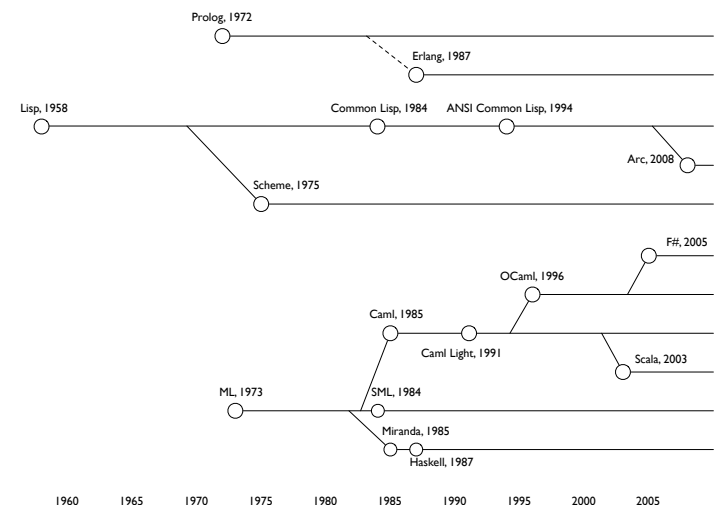 Prolog, 1972
Erlang, 1987
Lisp, 1958
Common Lisp, 1984
ANSI Common Lisp, 1994
Arc, 2008
Scheme, 1975
F#, 2005
OCaml, 1996
Caml, 1985
Caml Light, 1991
Scala, 2003
ML, 1973
SML, 1984
Miranda, 1985
Haskell, 1987
1960 1965 1970 1975 1980 1985 1990 1995 2000 2005